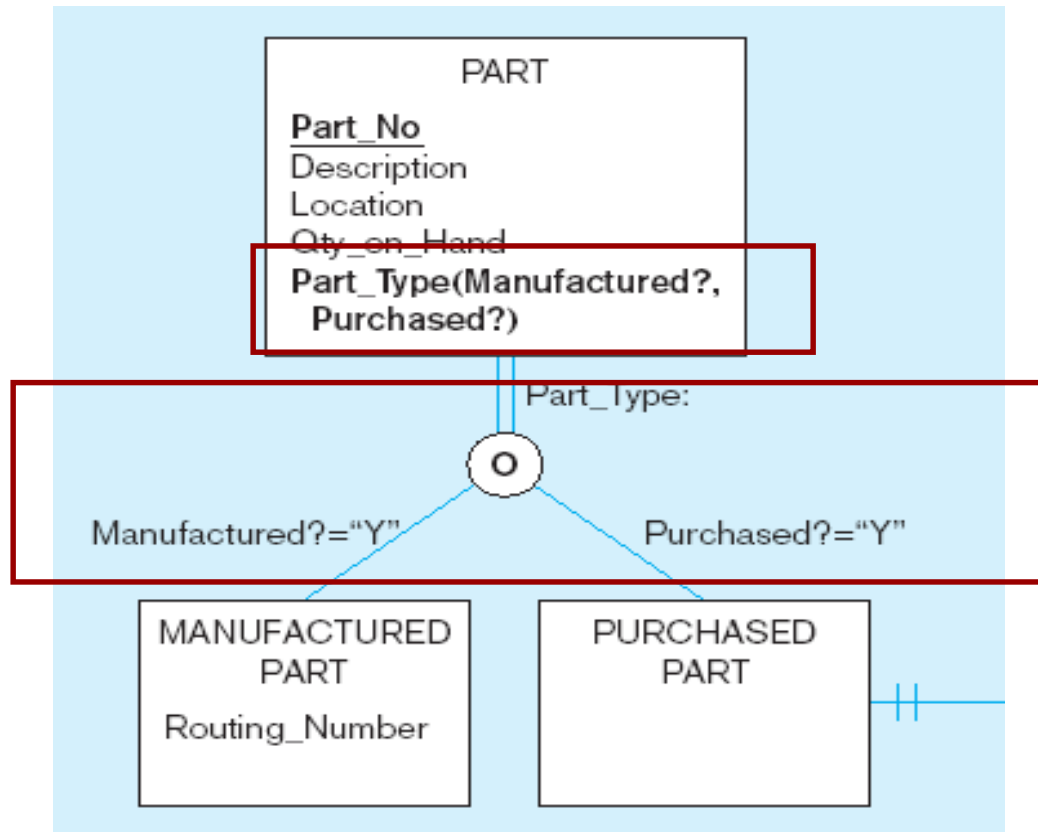 PART
Part_No
Description
Location
Qty_on_Hand
Part_Type(Manufactured?,
Purchased?)
Part_Type:
O
Manufactured?=“Y”
Purchased?=“Y”
MANUFACTURED
PART
Routing_Number
PURCHASED
PART